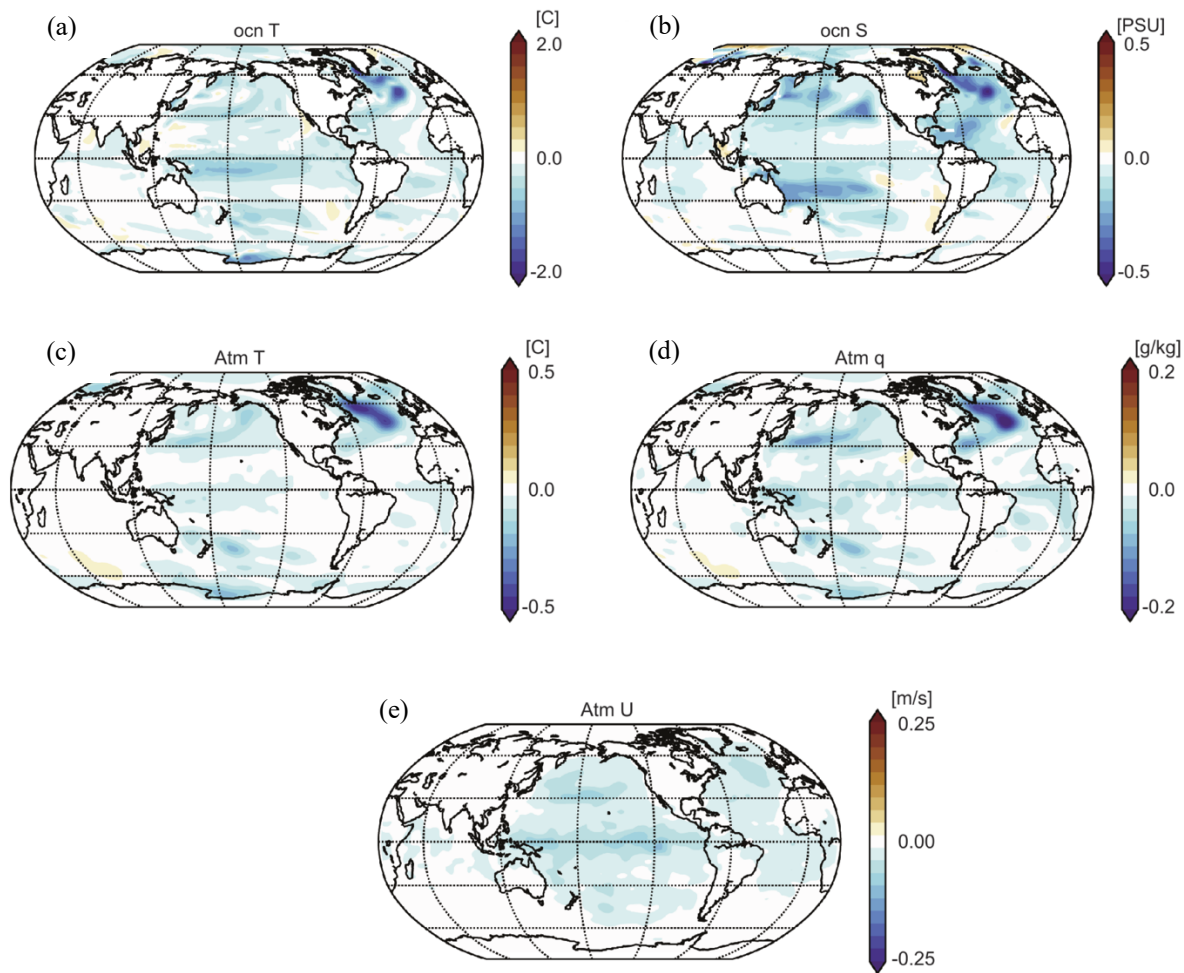 (a)
ocn T
[C]
2.0
0.0
-2.0
(b)
ocn S
[PSU]
0.5
0.0
-0.5
(c)
Atm T
[C]
0.5
0.0
-0.5
(d)
Atm q
[g/kg]
0.2
0.0
-0.2
(e)
Atm U
[m/s]
0.25
0.00
-0.25